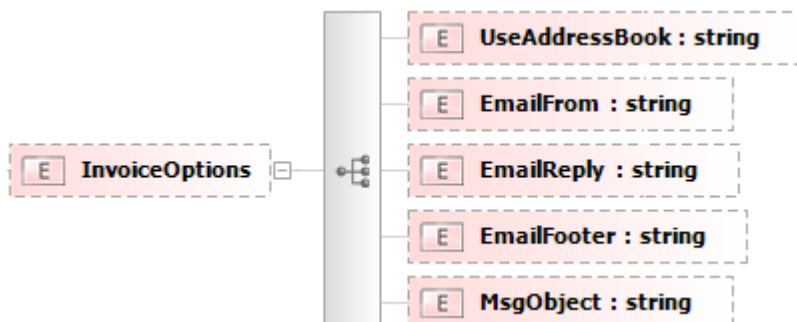 E UseAddressBook : string
E EmailFrom : string
E InvoiceOptions
E EmailReply : string
E EmailFooter : string
E MsgObject : string